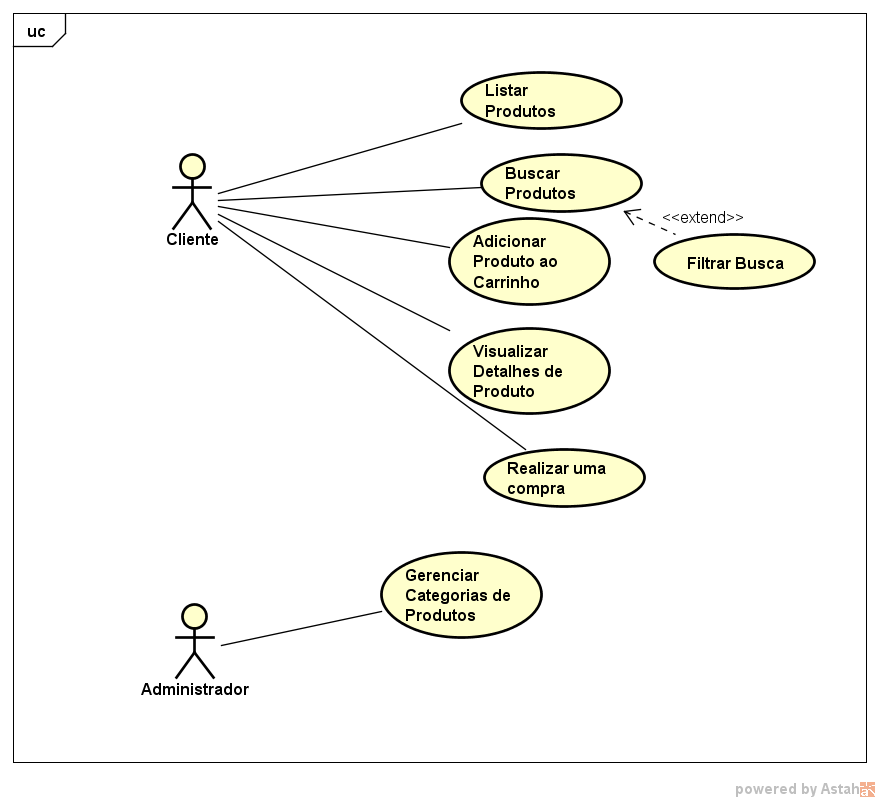 uc
Listar
Produtos
Buscar
Produtos
<<extend>>
Cliente
Adicionar
Produto ao
Carrinho
Filtrar Busca
Visualizar
Detalhes de
Produto
Realizar uma
compra
Gerenciar
Categorias de
Produtos
Administrador
powered by Astah